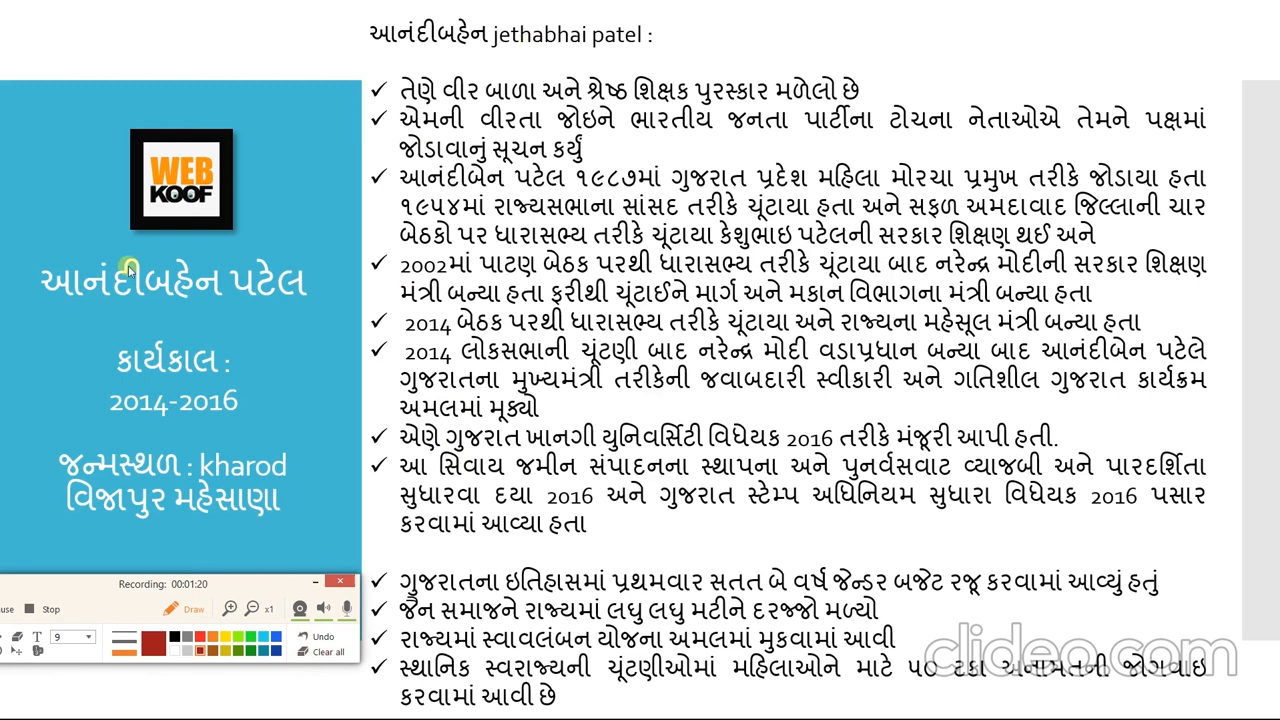 આનંદીબહેન jethabhai patel :
✓ તેણે વીર બાળા અને શ્રેષ્ઠ શિક્ષક પુરસ્કાર મળેલો છે
✓ એમની વીરતા જોઇને ભારતીય જનતા પાર્ટીના ટોચના નેતાઓએ તેમને પક્ષમાં
જોડાવાનું સૂચન કર્યું
✓ આનંદીબેન પટેલ ૧૯૮૭માં ગુજરાત પ્રદેશ મહિલા મોરચા પ્રમુખ તરીકે જોડાયા હતા
૧૯૫૪માં રાજ્યસભાના સાંસદ તરીકે ચૂંટાયા હતા અને સફળ અમદાવાદ જિલ્લાની ચાર
બેઠકો પર ધારાસભ્ય તરીકે ચૂંટાયા કેશુભાઇ પટેલની સરકાર શિક્ષણ થઈ અને
✓ 2002માં પાટણ બેઠક પરથી ધારાસભ્ય તરીકે ચૂંટાયા બાદ નરેન્દ્ર મોદીની સરકાર શિક્ષણ
મંત્રી બન્યા હતા ફરીથી ચૂંટાઈને માર્ગ અને મકાન વિભાગના મંત્રી બન્યા હતા
✓ 2014 બેઠક પરથી ધારાસભ્ય તરીકે ચૂંટાયા અને રાજ્યના મહેસૂલ મંત્રી બન્યા હતા
✓ 2014 લોકસભાની ચૂંટણી બાદ નરેન્દ્ર મોદી વડાપ્રધાન બન્યા બાદ આનંદીબેન પટેલે
ગુજરાતના મુખ્યમંત્રી તરીકેની જવાબદારી સ્વીકારી અને ગતિશીલ ગુજરાત કાર્યક્રમ
અમલમાં મૂક્યો
✓ એણે ગુજરાત ખાનગી યુનિવર્સિટી વિધેયક 2016 તરીકે મંજૂરી આપી હતી.
✓ આ સિવાય જમીન સંપાદનના સ્થાપના અને પુનર્વસવાટ વ્યાજબી અને પારદર્શિતા
સુધારવા દયા 2016 અને ગુજરાત સ્ટેમ્પ અધિનિયમ સુધારા વિધેયક 2016 પસાર
કરવામાં આવ્યા હતા
✓ ગુજરાતના ઇતિહાસમાં પ્રથમવાર સતત બે વર્ષ જેન્ડર બજેટ રજૂ કરવામાં આવ્યું હતું
✓ જૈન સમાજને રાજ્યમાં લઘુ લઘુ મટીને દરજ્જો મળ્યો
✓ રાજ્યમાં સ્વાવલંબન યોજના અમલમાં મુકવામાં આવી
✓ સ્થાનિક સ્વરાજ્યની ચૂંટણીઓમાં મહિલાઓને માટે ૫૦ ટકા અનામતની જોગવાઇ
કરવામાં આવી છે
WEB
KOOF
આનંદીબહેન પટેલ
કાર્યકાલ :
2014-2016
જન્મસ્થળ : kharod
વિજાપુર મહેસાણા
Recording: 00:01:20
Stop
Draw
x1
T 9
Undo
Clear all
clideo.com